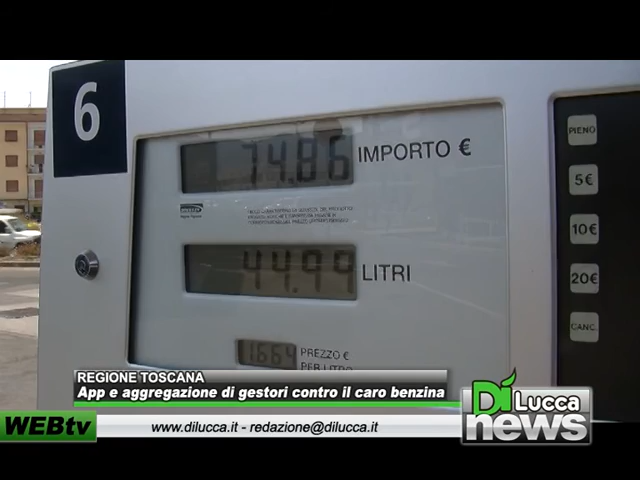 6
74.86 IMPORTO €
44.99 LITRI
1.664 PREZZO €
PER LITRO
PIENO
5€
10€
20€
CANC.
REGIONE TOSCANA
App e aggregazione di gestori contro il caro benzina
Di Lucca
news
WEBtv
www.dilucca.it - redazione@dilucca.it